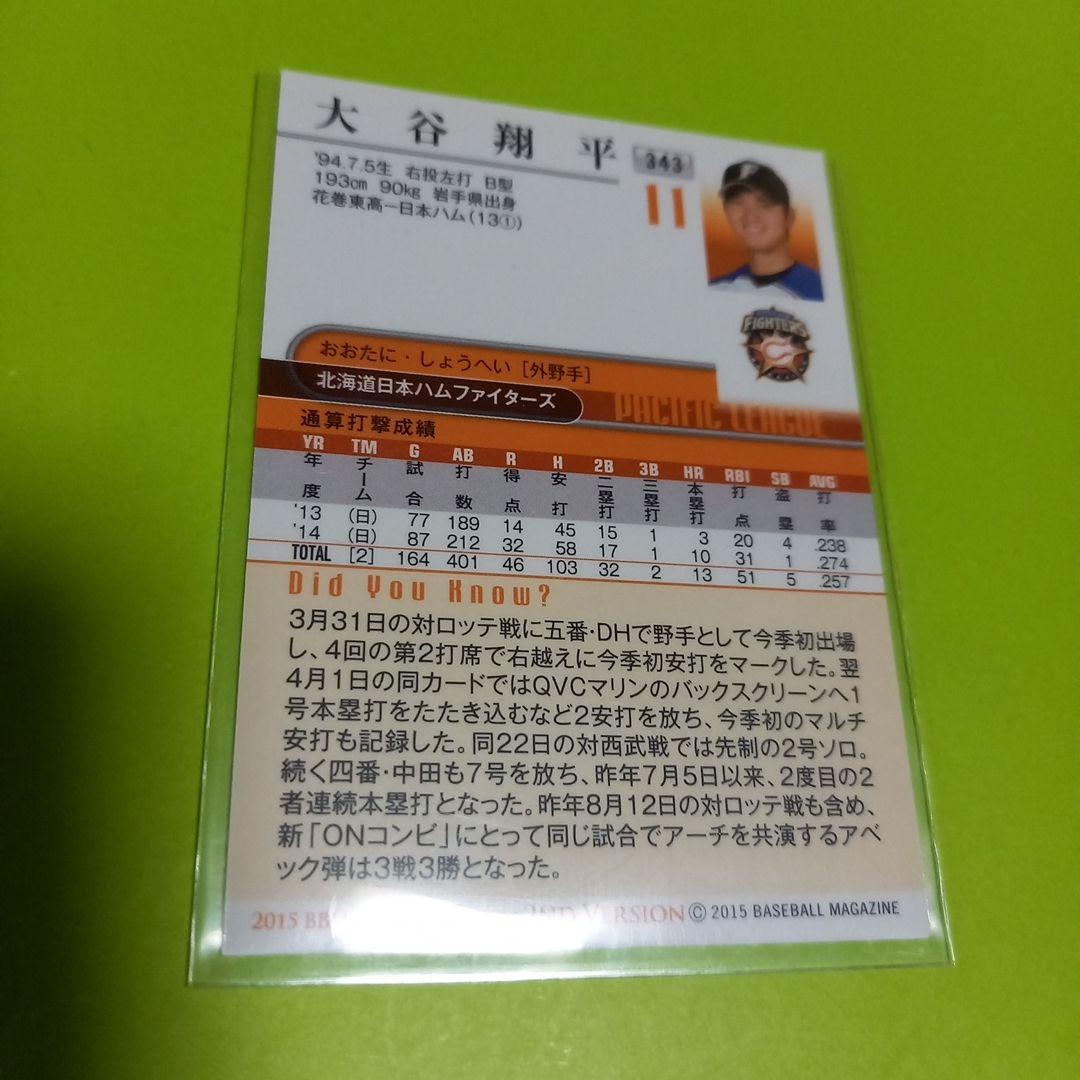 大谷翔平 343
'94.7.5生 右投左打 B型
193cm 90kg 岩手県出身
花巻東高ー日本ハム(13①)
11
FIGHTERS
おおたに・しょうへい [外野手]
北海道日本ハムファイターズ
PACIFIC LEAGUE
通算打撃成績
YR TM G AB R H 2B 3B HR RBI SB AVG
年度 チーム 試合 打数 得点 安打 二塁打 三塁打 本塁打 打点 盗塁 打率
'13 (日) 77 189 14 45 15 1 3 20 4 .238
'14 (日) 87 212 32 58 17 1 10 31 1 .274
TOTAL [2] 164 401 46 103 32 2 13 51 5 .257
Did You Know?
3月31日の対ロッテ戦に五番・DHで野手として今季初出場
し、4回の第2打席で右越えに今季初安打をマークした。翌
4月1日の同カードではQVCマリンのバックスクリーンへ1
号本塁打をたたき込むなど2安打を放ち、今季初のマルチ
安打も記録した。同22日の対西武戦では先制の2号ソロ。
続く四番・中田も7号を放ち、昨年7月5日以来、2度目の2
者連続本塁打となった。昨年8月12日の対ロッテ戦も含め、
新「ONコンビ」にとって同じ試合でアーチを共演するアベ
ック弾は3戦3勝となった。
2015 2ND VERSION © 2015 BASEBALL MAGAZINE